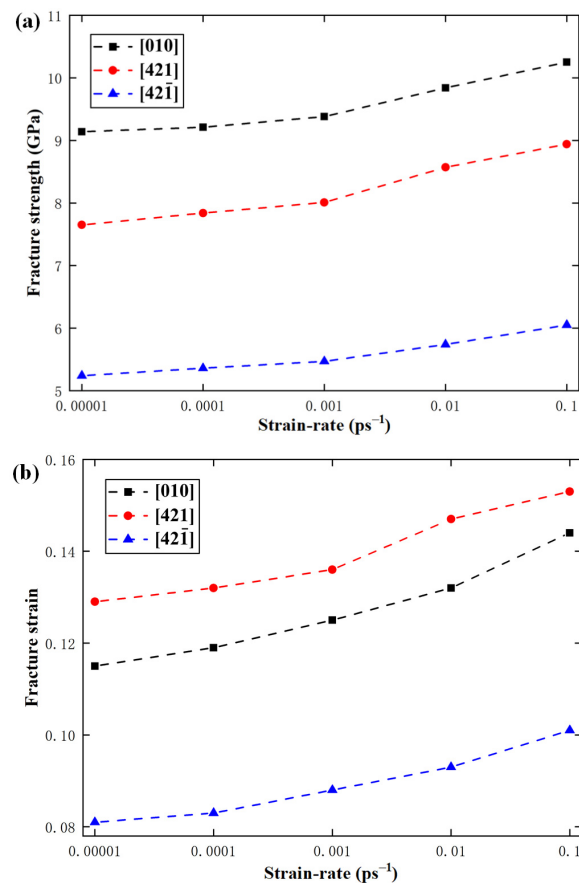 (a)
11
10
9
8
7
6
5
Fracture strength (GPa)
[010]
[421]
[421̄]
0.00001 0.0001 0.001 0.01 0.1
Strain-rate (ps⁻¹)
(b)
0.16
0.14
0.12
0.10
0.08
Fracture strain
[010]
[421]
[421̄]
0.00001 0.0001 0.001 0.01 0.1
Strain-rate (ps⁻¹)